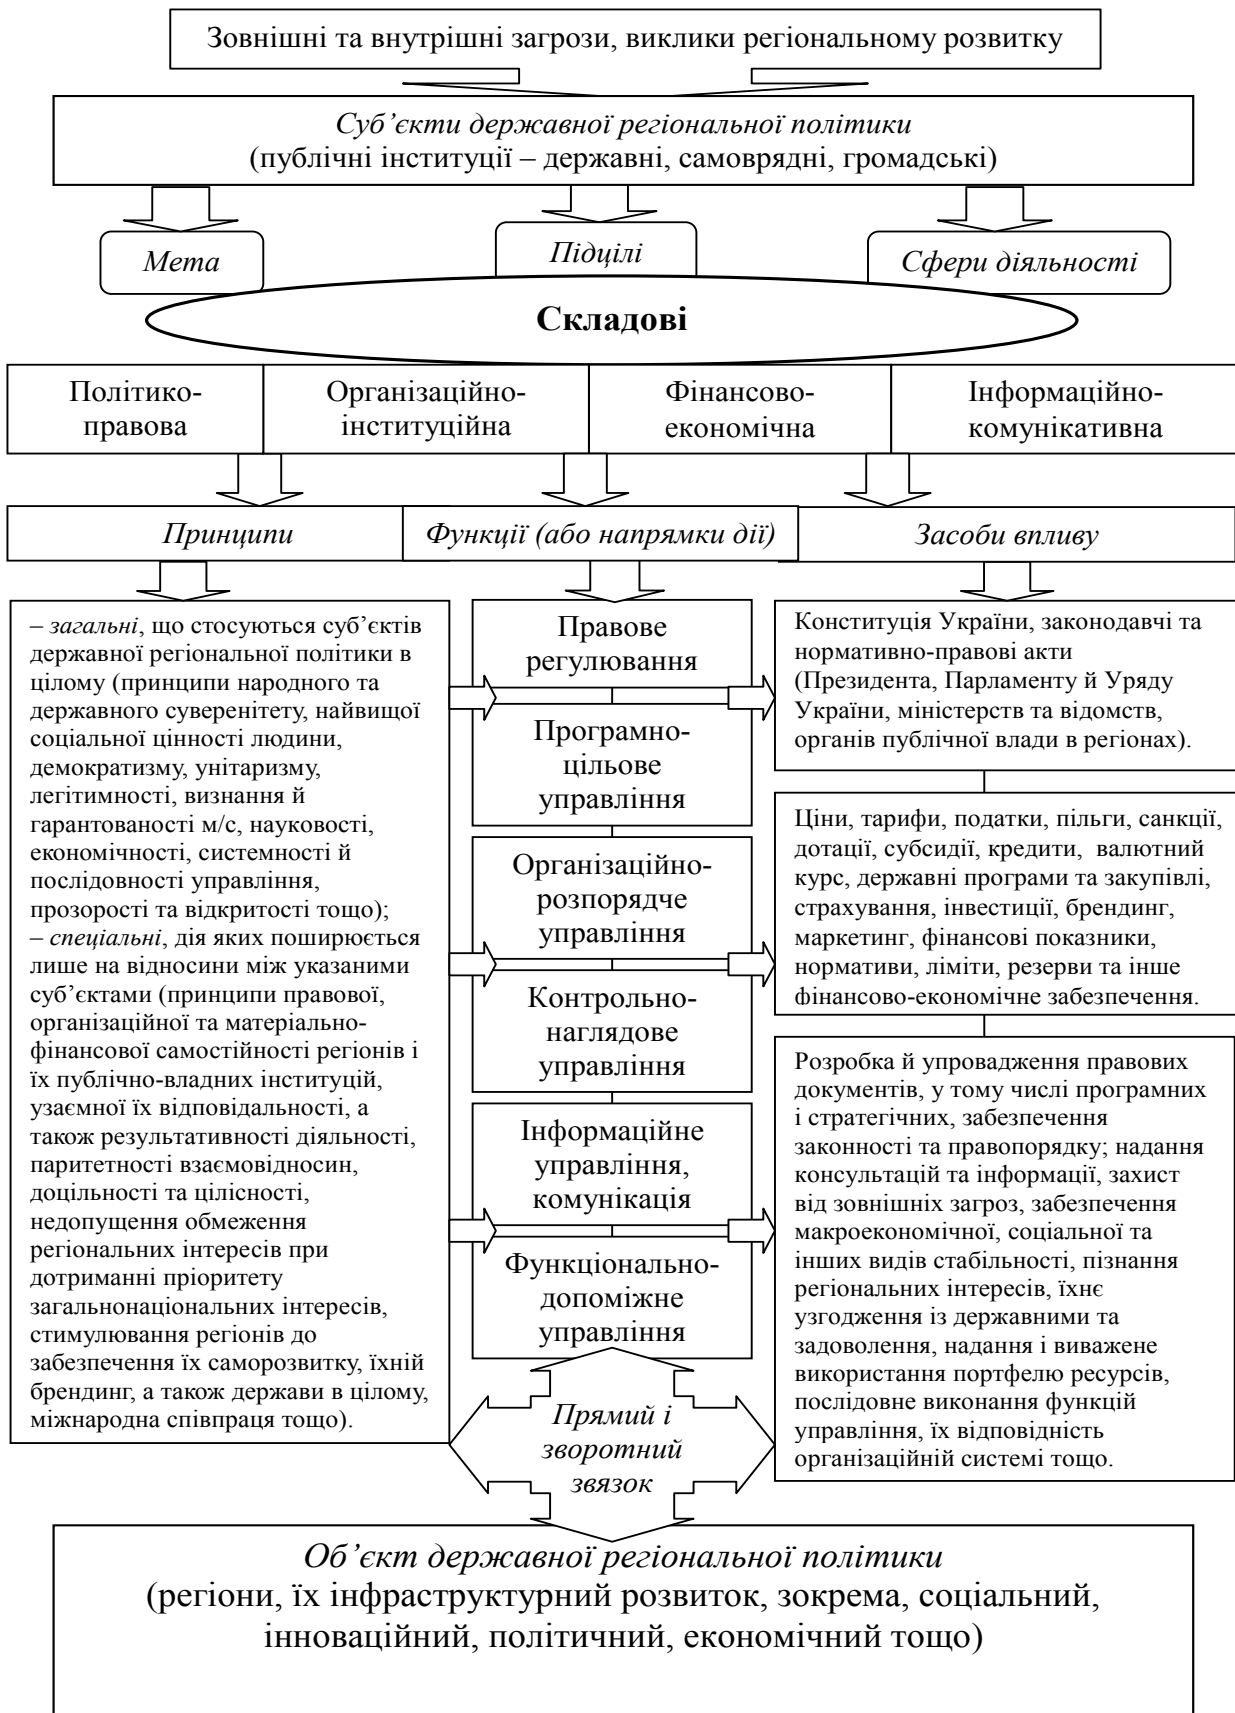 Зовнішні та внутрішні загрози, виклики регіональному розвитку
Суб’єкти державної регіональної політики
(публічні інституції – державні, самоврядні, громадські)
Мета
Підцілі
Сфери діяльності
Складові
Політико-
правова
Організаційно-
інституційна
Фінансово-
економічна
Інформаційно-
комунікативна
Принципи
Функції (або напрямки дії)
Засоби впливу
– загальні, що стосуються суб’єктів
державної регіональної політики в
цілому (принципи народного та
державного суверенітету, найвищої
соціальної цінності людини,
демократизму, унітаризму,
легітимності, визнання й
гарантованості м/с, науковості,
економічності, системності й
послідовності управління,
прозорості та відкритості тощо);
– спеціальні, дія яких поширюється
лише на відносини між указаними
суб’єктами (принципи правової,
організаційної та матеріально-
фінансової самостійності регіонів і
їх публічно-владних інституцій,
узаємної їх відповідальності, а
також результативності діяльності,
паритетності взаємовідносин,
доцільності та цілісності,
недопущення обмеження
регіональних інтересів при
дотриманні пріоритету
загальнонаціональних інтересів,
стимулювання регіонів до
забезпечення їх саморозвитку, їхній
брендинг, а також держави в цілому,
міжнародна співпраця тощо).
Правове
регулювання
Програмно-
цільове
управління
Організаційно-
розпорядче
управління
Контрольно-
наглядове
управління
Інформаційне
управління,
комунікація
Функціонально-
допоміжне
управління
Конституція України, законодавчі та
нормативно-правові акти
(Президента, Парламенту й Уряду
України, міністерств та відомств,
органів публічної влади в регіонах).
Ціни, тарифи, податки, пільги, санкції,
дотації, субсидії, кредити, валютний
курс, державні програми та закупівлі,
страхування, інвестиції, брендинг,
маркетинг, фінансові показники,
нормативи, ліміти, резерви та інше
фінансово-економічне забезпечення.
Розробка й упровадження правових
документів, у тому числі програмних
і стратегічних, забезпечення
законності та правопорядку; надання
консультацій та інформації, захист
від зовнішніх загроз, забезпечення
макроекономічної, соціальної та
інших видів стабільності, пізнання
регіональних інтересів, їхнє
узгодження із державними та
задоволення, надання і виважене
використання портфелю ресурсів,
послідовне виконання функцій
управління, їх відповідність
організаційній системі тощо.
Прямий і
зворотний
звязок
Об’єкт державної регіональної політики
(регіони, їх інфраструктурний розвиток, зокрема, соціальний,
інноваційний, політичний, економічний тощо)